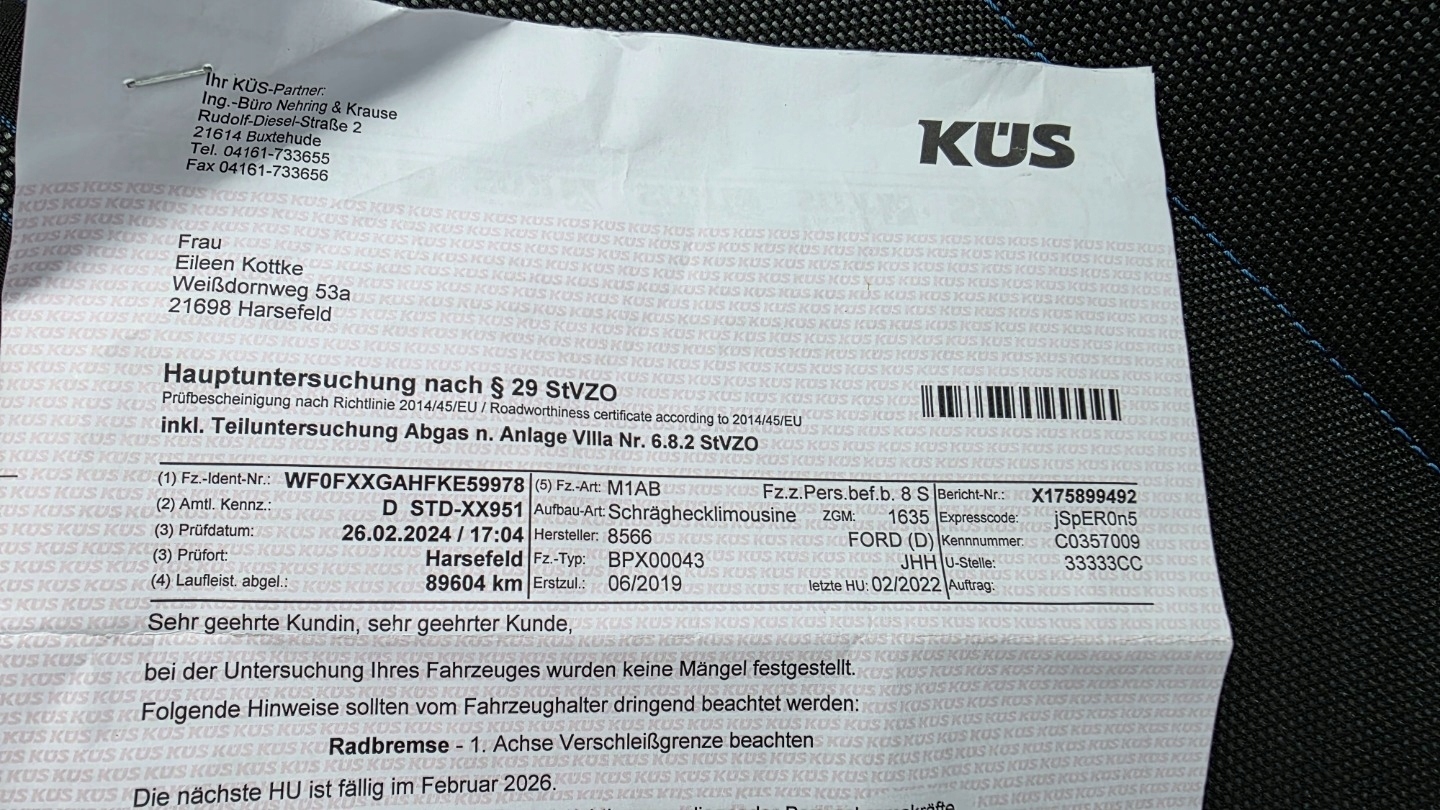 Ihr KÜS-Partner:
Ing.-Büro Nehring & Krause
Rudolf-Diesel-Straße 2
21614 Buxtehude
Tel. 04161-733655
Fax 04161-733656
KÜS
Frau
Eileen Kottke
Weißdornweg 53a
21698 Harsefeld
Hauptuntersuchung nach § 29 StVZO
Prüfbescheinigung nach Richtlinie 2014/45/EU / Roadworthiness certificate according to 2014/45/EU
inkl. Teiluntersuchung Abgas n. Anlage VIIIa Nr. 6.8.2 StVZO
(1) Fz.-Ident-Nr.: WF0FXXGAHFKE59978 (5) Fz.-Art: M1AB Fz.z.Pers.bef.b. 8 S Bericht-Nr.: X175899492
(2) Amtl. Kennz.: D STD-XX951 Aufbau-Art: Schräghecklimousine ZGM: 1635 Expresscode: jSpER0n5
(3) Prüfdatum: 26.02.2024 / 17:04 Hersteller: 8566 FORD (D) Kennnummer: C0357009
(3) Prüfort: Harsefeld Fz.-Typ: BPX00043 JHH U-Stelle: 33333CC
(4) Laufleist. abgel.: 89604 km Erstzul.: 06/2019 letzte HU: 02/2022 Auftrag:
Sehr geehrte Kundin, sehr geehrter Kunde,
bei der Untersuchung Ihres Fahrzeuges wurden keine Mängel festgestellt.
Folgende Hinweise sollten vom Fahrzeughalter dringend beachtet werden:
Radbremse - 1. Achse Verschleißgrenze beachten
Die nächste HU ist fällig im Februar 2026.